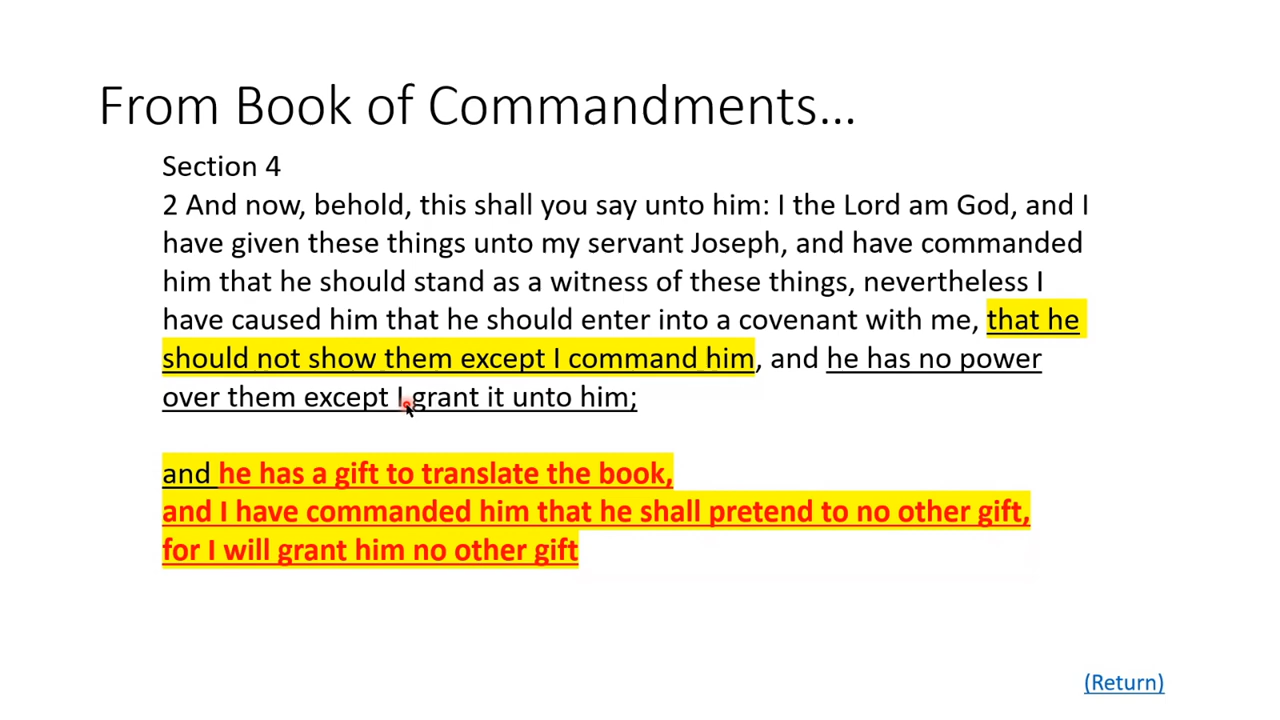 From Book of Commandments...
Section 4
2 And now, behold, this shall you say unto him: I the Lord am God, and I
have given these things unto my servant Joseph, and have commanded
him that he should stand as a witness of these things, nevertheless I
have caused him that he should enter into a covenant with me, that he
should not show them except I command him, and he has no power
over them except I grant it unto him;
and he has a gift to translate the book,
and I have commanded him that he shall pretend to no other gift,
for I will grant him no other gift
(Return)